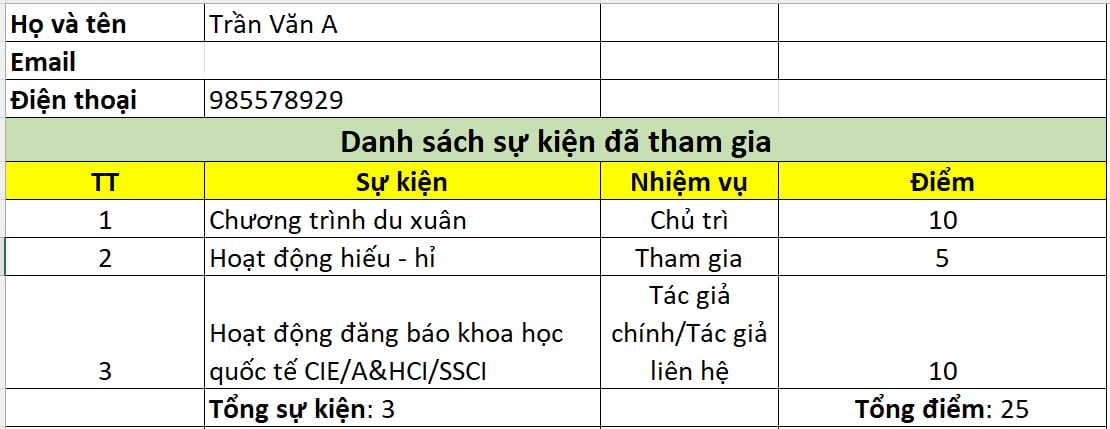 Họ và tên Trần Văn A
Email
Điện thoại 985578929
Danh sách sự kiện đã tham gia
TT Sự kiện Nhiệm vụ Điểm
1 Chương trình du xuân Chủ trì 10
2 Hoạt động hiếu - hỉ Tham gia 5
Tác giả
Hoạt động đăng báo khoa học chính/Tác giả
3 quốc tế CIE/A&HCI/SSCI liên hệ 10
Tổng sự kiện: 3 Tổng điểm: 25